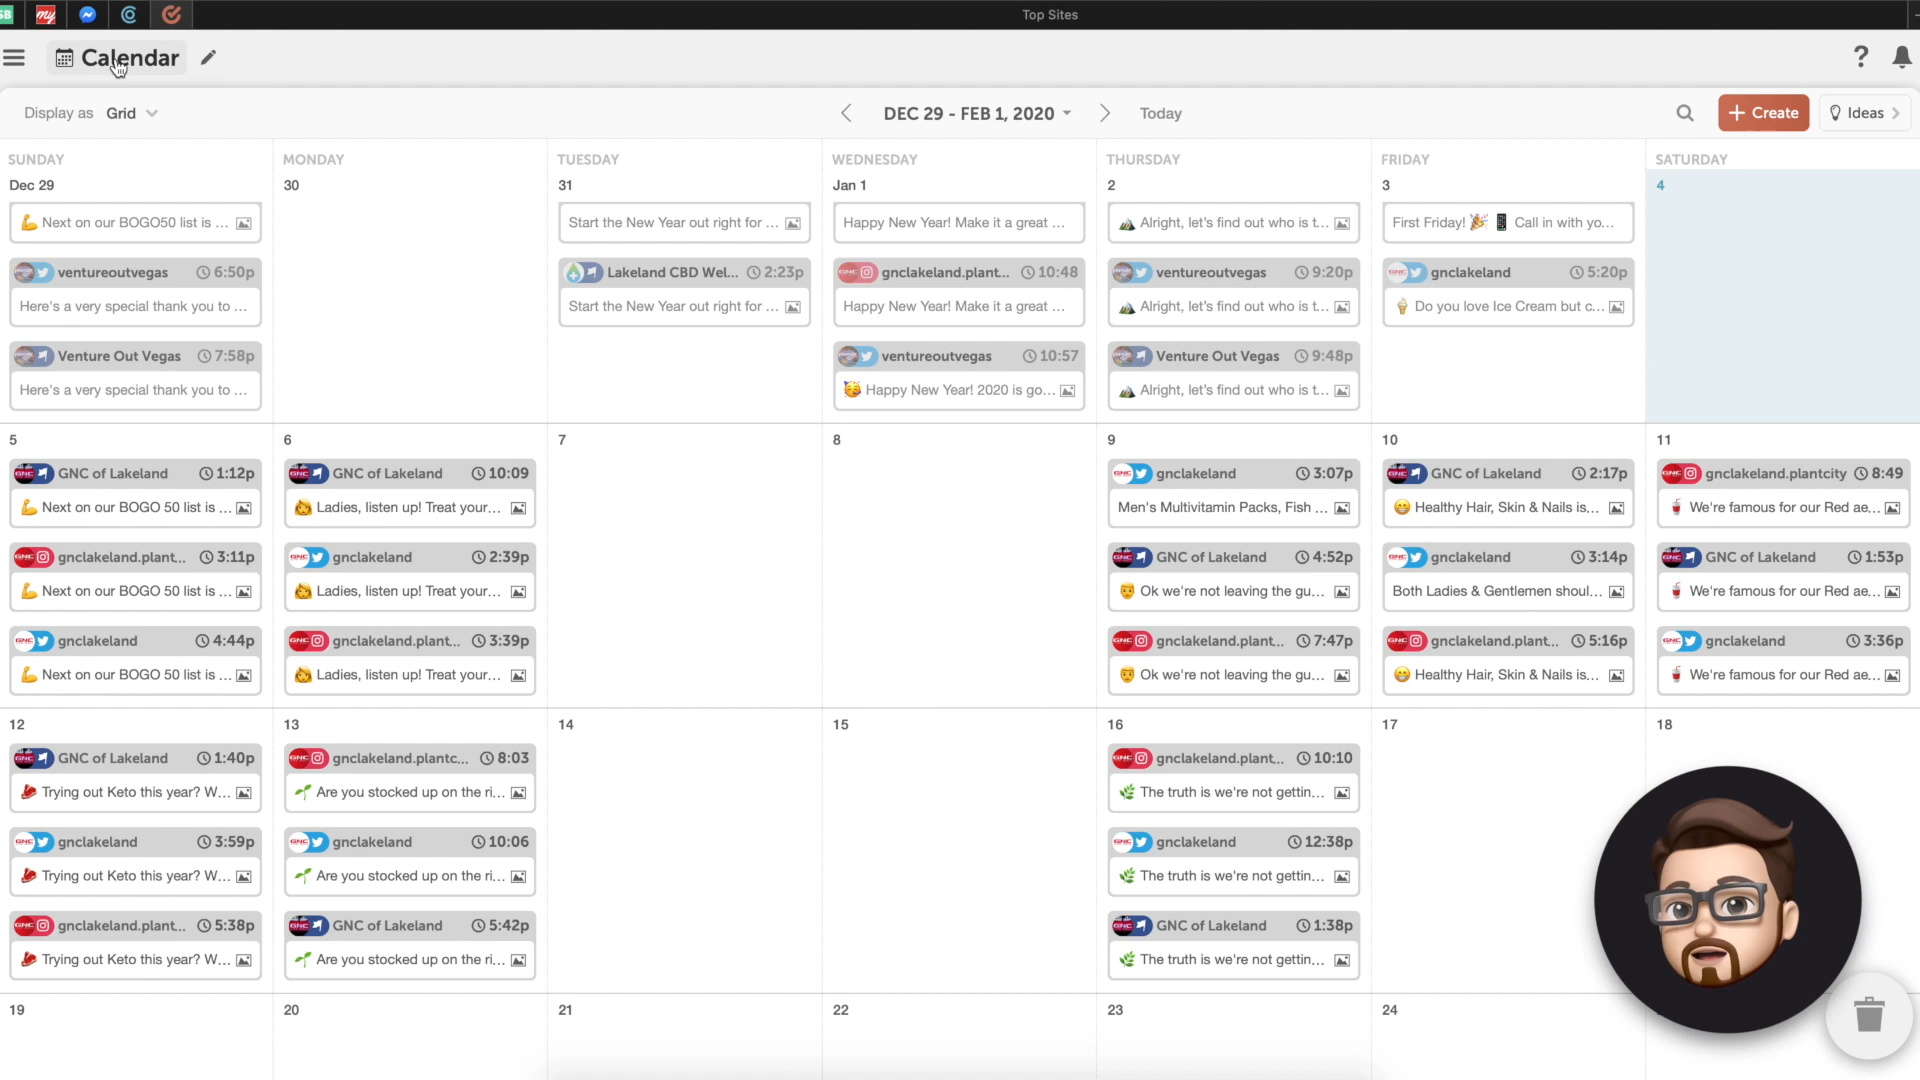 SB my Top Sites
Calendar ?
Display as Grid DEC 29 - FEB 1, 2020 Today + Create Ideas
SUNDAY MONDAY TUESDAY WEDNESDAY THURSDAY FRIDAY SATURDAY
Dec 29 30 31 Jan 1 2 3 4
💪 Next on our BOGO50 list is ... Start the New Year out right for ... Happy New Year! Make it a great ... ⛰️ Alright, let's find out who is t... First Friday! 🎉 📱 Call in with yo...
ventureoutvegas 6:50p Lakeland CBD Wel... 2:23p gnclakeland.plant... 10:48 ventureoutvegas 9:20p gnclakeland 5:20p
Here's a very special thank you to ... Start the New Year out right for ... Happy New Year! Make it a great ... ⛰️ Alright, let's find out who is t... 🍦 Do you love Ice Cream but c...
Venture Out Vegas 7:58p ventureoutvegas 10:57 Venture Out Vegas 9:48p
Here's a very special thank you to ... 🥳 Happy New Year! 2020 is go... ⛰️ Alright, let's find out who is t...
5 6 7 8 9 10 11
GNC of Lakeland 1:12p GNC of Lakeland 10:09 gnclakeland 3:07p GNC of Lakeland 2:17p gnclakeland.plantcity 8:49
💪 Next on our BOGO 50 list is ... 👩 Ladies, listen up! Treat your... Men's Multivitamin Packs, Fish ... 😁 Healthy Hair, Skin & Nails is... 🥤 We're famous for our Red ae...
gnclakeland.plant... 3:11p gnclakeland 2:39p GNC of Lakeland 4:52p gnclakeland 3:14p GNC of Lakeland 1:53p
💪 Next on our BOGO 50 list is ... 👩 Ladies, listen up! Treat your... 👨 Ok we're not leaving the gu... Both Ladies & Gentlemen shoul... 🥤 We're famous for our Red ae...
gnclakeland 4:44p gnclakeland.plant... 3:39p gnclakeland.plant... 7:47p gnclakeland.plant... 5:16p gnclakeland 3:36p
💪 Next on our BOGO 50 list is ... 👩 Ladies, listen up! Treat your... 👨 Ok we're not leaving the gu... 😁 Healthy Hair, Skin & Nails is... 🥤 We're famous for our Red ae...
12 13 14 15 16 17 18
GNC of Lakeland 1:40p gnclakeland.plantc... 8:03 gnclakeland.plant... 10:10
🥩 Trying out Keto this year? W... 🌱 Are you stocked up on the ri... 🌿 The truth is we're not gettin...
gnclakeland 3:59p gnclakeland 10:06 gnclakeland 12:38p
🥩 Trying out Keto this year? W... 🌱 Are you stocked up on the ri... 🌿 The truth is we're not gettin...
gnclakeland.plant... 5:38p GNC of Lakeland 5:42p GNC of Lakeland 1:38p
🥩 Trying out Keto this year? W... 🌱 Are you stocked up on the ri... 🌿 The truth is we're not gettin...
19 20 21 22 23 24